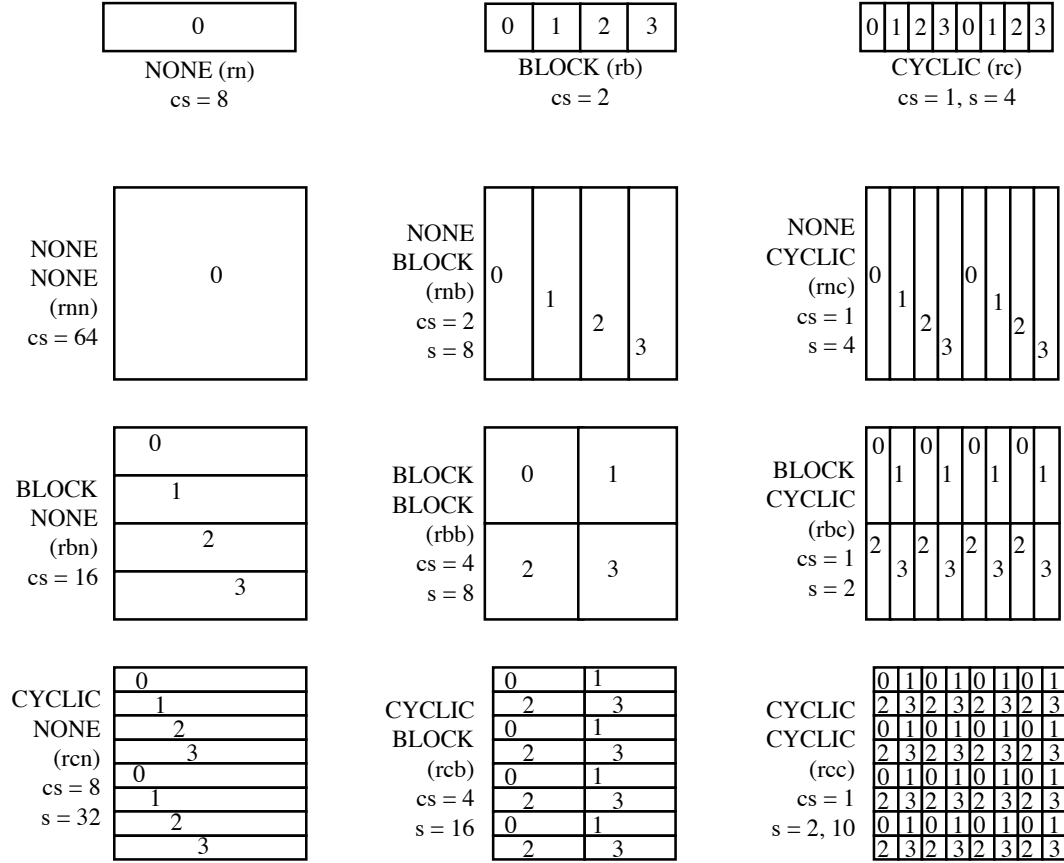 0
NONE (rn)
cs = 8
0 1 2 3
BLOCK (rb)
cs = 2
0 1 2 3 0 1 2 3
CYCLIC (rc)
cs = 1, s = 4
NONE
NONE
(rnn)
cs = 64
0
NONE
BLOCK
(rnb)
cs = 2
s = 8
0
1
2
3
NONE
CYCLIC
(rnc)
cs = 1
s = 4
0 0
1 1
2 2
3 3
BLOCK
NONE
(rbn)
cs = 16
0
1
2
3
BLOCK
BLOCK
(rbb)
cs = 4
s = 8
0 1
2 3
BLOCK
CYCLIC
(rbc)
cs = 1
s = 2
0 0 0 0
1 1 1 1
2 2 2 2
3 3 3 3
CYCLIC
NONE
(rcn)
cs = 8
s = 32
0
1
2
3
0
1
2
3
CYCLIC
BLOCK
(rcb)
cs = 4
s = 16
0 1
2 3
0 1
2 3
0 1
2 3
0 1
2 3
CYCLIC
CYCLIC
(rcc)
cs = 1
s = 2, 10
0 1 0 1 0 1 0 1
2 3 2 3 2 3 2 3
0 1 0 1 0 1 0 1
2 3 2 3 2 3 2 3
0 1 0 1 0 1 0 1
2 3 2 3 2 3 2 3
0 1 0 1 0 1 0 1
2 3 2 3 2 3 2 3